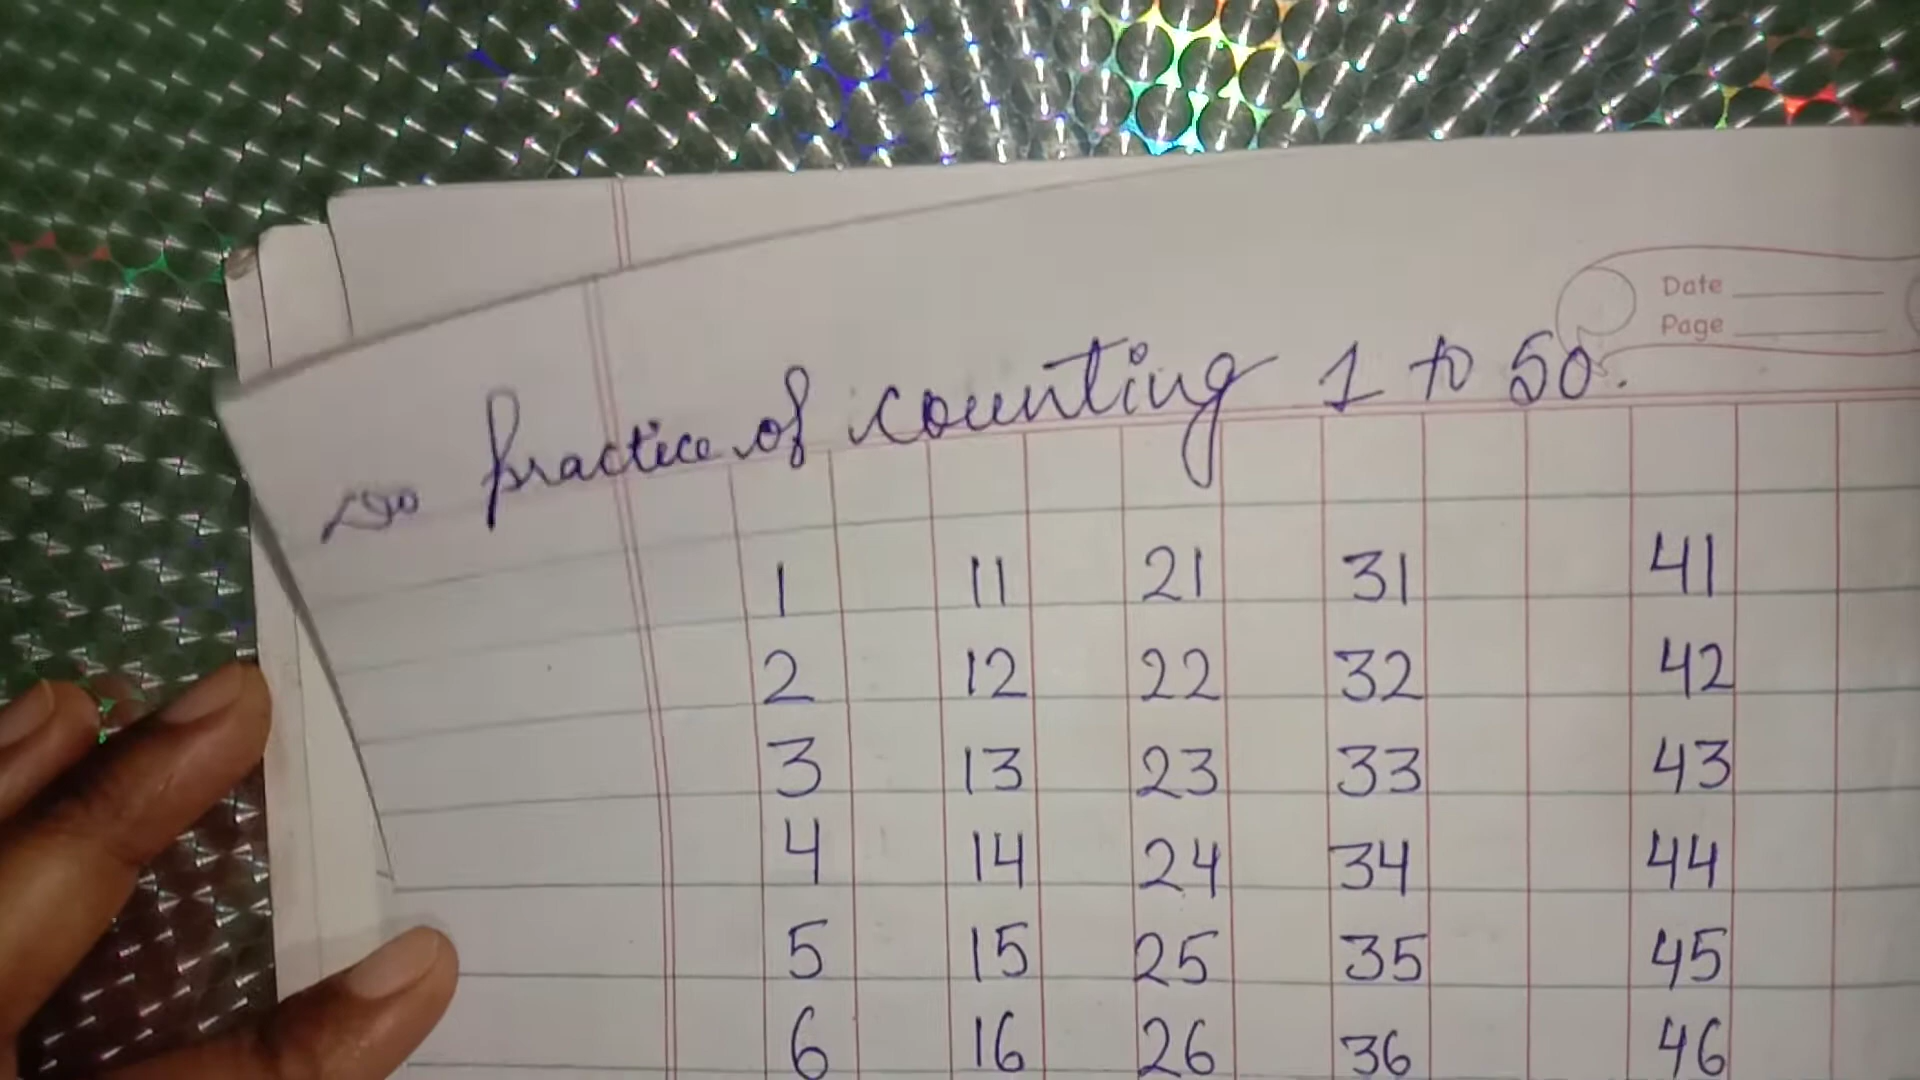 Date
Page
Do practice of counting 1 to 50.
1 11 21 31 41
2 12 22 32 42
3 13 23 33 43
4 14 24 34 44
5 15 25 35 45
6 16 26 36 46